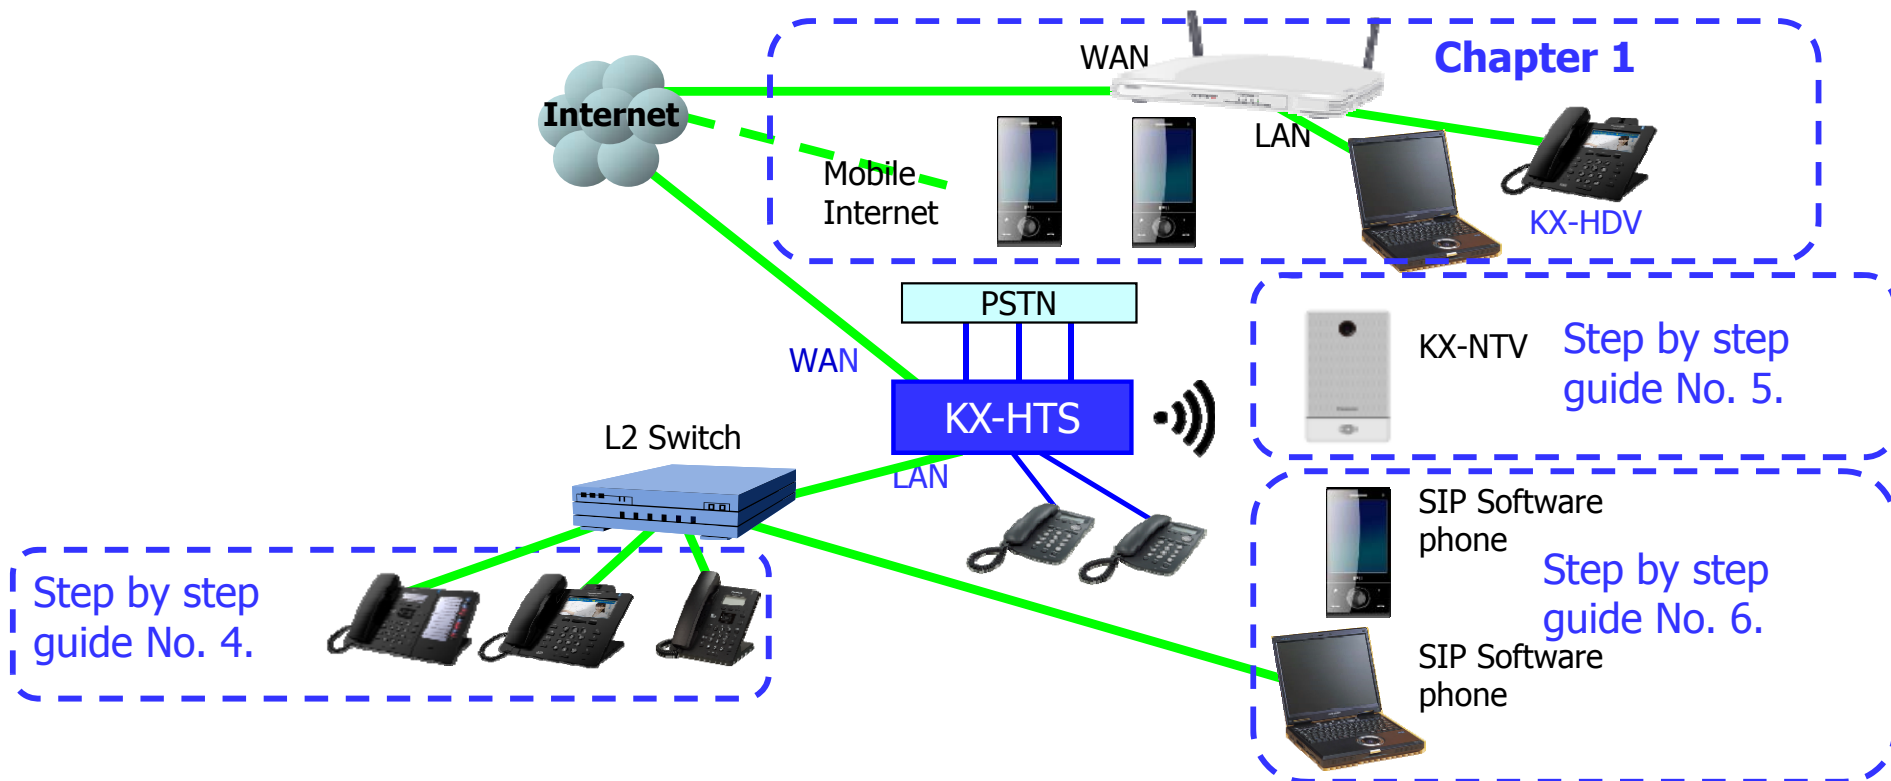 WAN
Chapter 1
Internet
LAN
Mobile
Internet
KX-HDV
PSTN
WAN
KX-NTV
Step by step
guide No. 5.
KX-HTS
L2 Switch
LAN
SIP Software
phone
Step by step
guide No. 6.
Step by step
guide No. 4.
SIP Software
phone